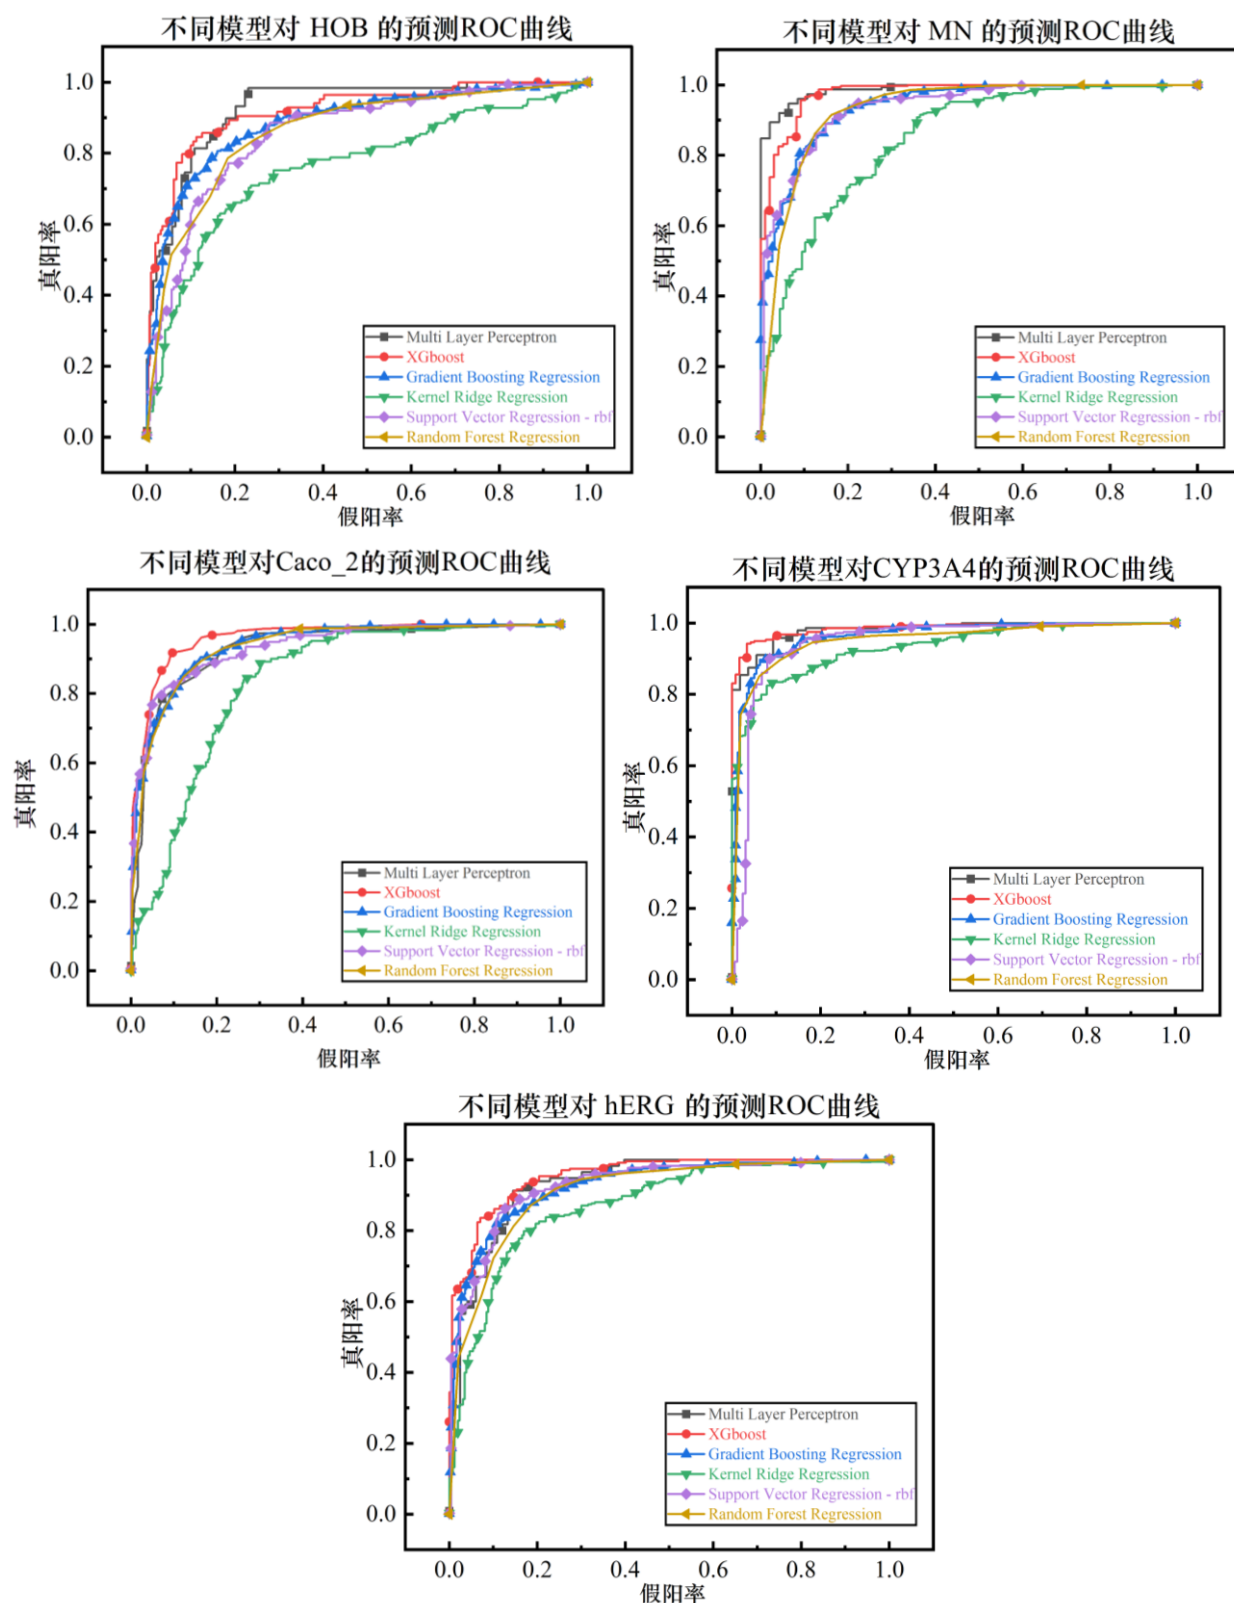 不同模型对 HOB 的预测ROC曲线
1.0
0.8
0.6
0.4
0.2
0.0
真阳率
Multi Layer Perceptron
XGboost
Gradient Boosting Regression
Kernel Ridge Regression
Support Vector Regression - rbf
Random Forest Regression
0.0 0.2 0.4 0.6 0.8 1.0
假阳率
不同模型对 MN 的预测ROC曲线
1.0
0.8
0.6
0.4
0.2
0.0
真阳率
Multi Layer Perceptron
XGboost
Gradient Boosting Regression
Kernel Ridge Regression
Support Vector Regression - rbf
Random Forest Regression
0.0 0.2 0.4 0.6 0.8 1.0
假阳率
不同模型对Caco_2的预测ROC曲线
1.0
0.8
0.6
0.4
0.2
0.0
真阳率
Multi Layer Perceptron
XGboost
Gradient Boosting Regression
Kernel Ridge Regression
Support Vector Regression - rbf
Random Forest Regression
0.0 0.2 0.4 0.6 0.8 1.0
假阳率
不同模型对CYP3A4的预测ROC曲线
1.0
0.8
0.6
0.4
0.2
0.0
真阳率
Multi Layer Perceptron
XGboost
Gradient Boosting Regression
Kernel Ridge Regression
Support Vector Regression - rbf
Random Forest Regression
0.0 0.2 0.4 0.6 0.8 1.0
假阳率
不同模型对 hERG 的预测ROC曲线
1.0
0.8
0.6
0.4
0.2
0.0
真阳率
Multi Layer Perceptron
XGboost
Gradient Boosting Regression
Kernel Ridge Regression
Support Vector Regression - rbf
Random Forest Regression
0.0 0.2 0.4 0.6 0.8 1.0
假阳率